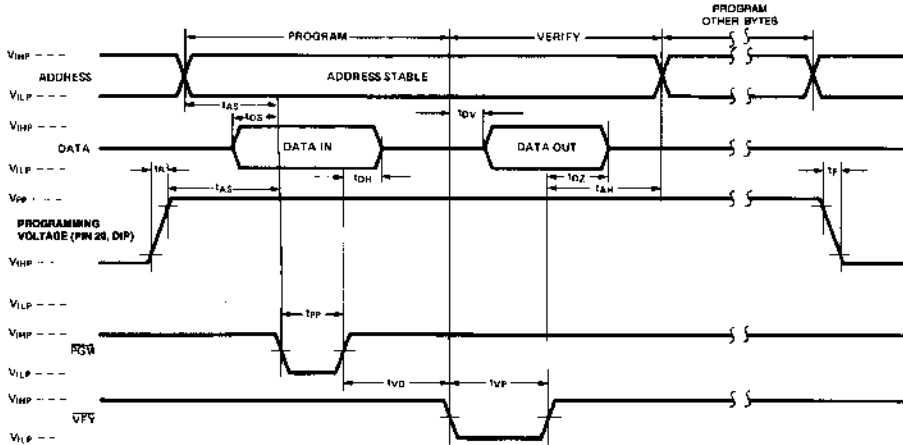 PROGRAM
OTHER BYTES
PROGRAM
VERIFY
VIHP
ADDRESS
ADDRESS STABLE
VILP
tAS
tDS
tDV
VIHP
DATA
DATA IN
DATA OUT
VILP
tR
tAS
tDH
tDZ
tAH
tF
VPP
PROGRAMMING
VOLTAGE (PIN 20, DIP)
VIHP
VILP
VIHP
tPP
PGM
VILP
tVD
tVP
VIHP
VFY
VILP